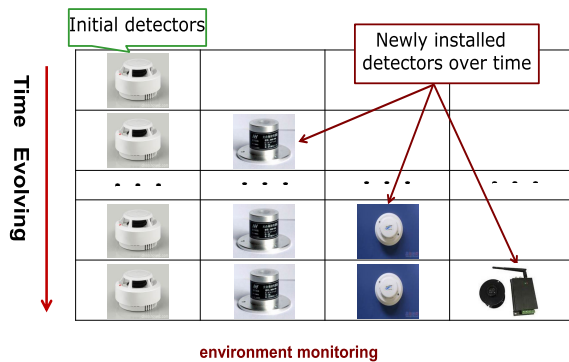 Initial detectors
Newly installed
detectors over time
Time Evolving
. . . . . . . . . . . .
environment monitoring